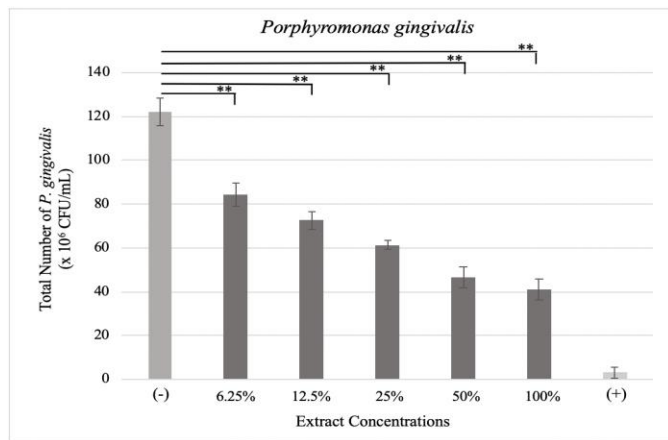 Porphyromonas gingivalis
**
**
**
**
**
140
120
100
80
60
40
20
0
Total Number of P. gingivalis
(x 10⁶ CFU/mL)
(-) 6.25% 12.5% 25% 50% 100% (+)
Extract Concentrations